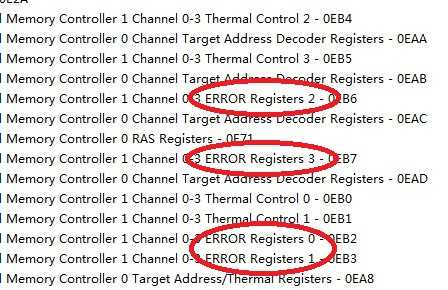 0E2A
l Memory Controller 1 Channel 0-3 Thermal Control 2 - 0EB4
l Memory Controller 0 Channel Target Address Decoder Registers - 0EAA
l Memory Controller 1 Channel 0-3 Thermal Control 3 - 0EB5
l Memory Controller 0 Channel Target Address Decoder Registers - 0EAB
l Memory Controller 1 Channel 0-3 ERROR Registers 2 - 0EB6
l Memory Controller 0 Channel Target Address Decoder Registers - 0EAC
l Memory Controller 0 RAS Registers - 0E71
l Memory Controller 1 Channel 0-3 ERROR Registers 3 - 0EB7
l Memory Controller 0 Channel Target Address Decoder Registers - 0EAD
l Memory Controller 1 Channel 0-3 Thermal Control 0 - 0EB0
l Memory Controller 1 Channel 0-3 Thermal Control 1 - 0EB1
l Memory Controller 1 Channel 0-3 ERROR Registers 0 - 0EB2
l Memory Controller 1 Channel 0-3 ERROR Registers 1 - 0EB3
l Memory Controller 0 Target Address/Thermal Registers - 0EA8